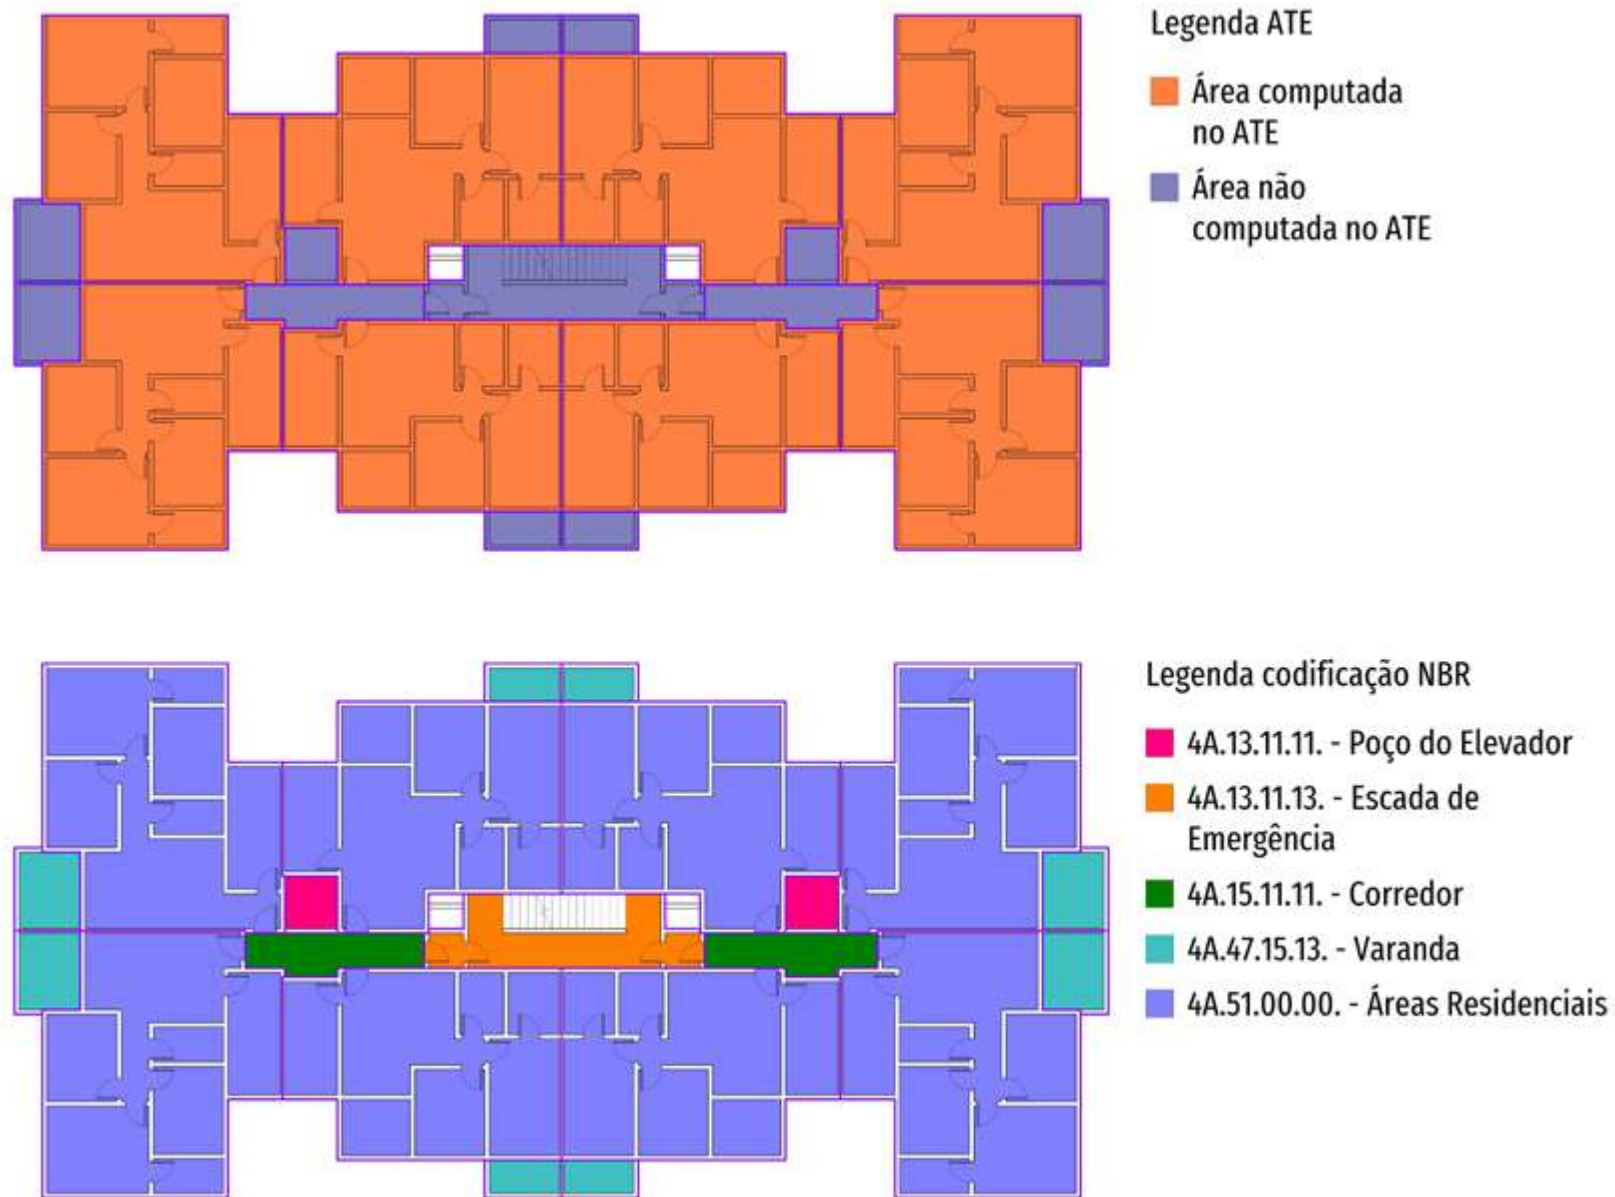 Legenda ATE
Área computada
no ATE
Área não
computada no ATE
Legenda codificação NBR
4A.13.11.11. - Poço do Elevador
4A.13.11.13. - Escada de
Emergência
4A.15.11.11. - Corredor
4A.47.15.13. - Varanda
4A.51.00.00. - Áreas Residenciais